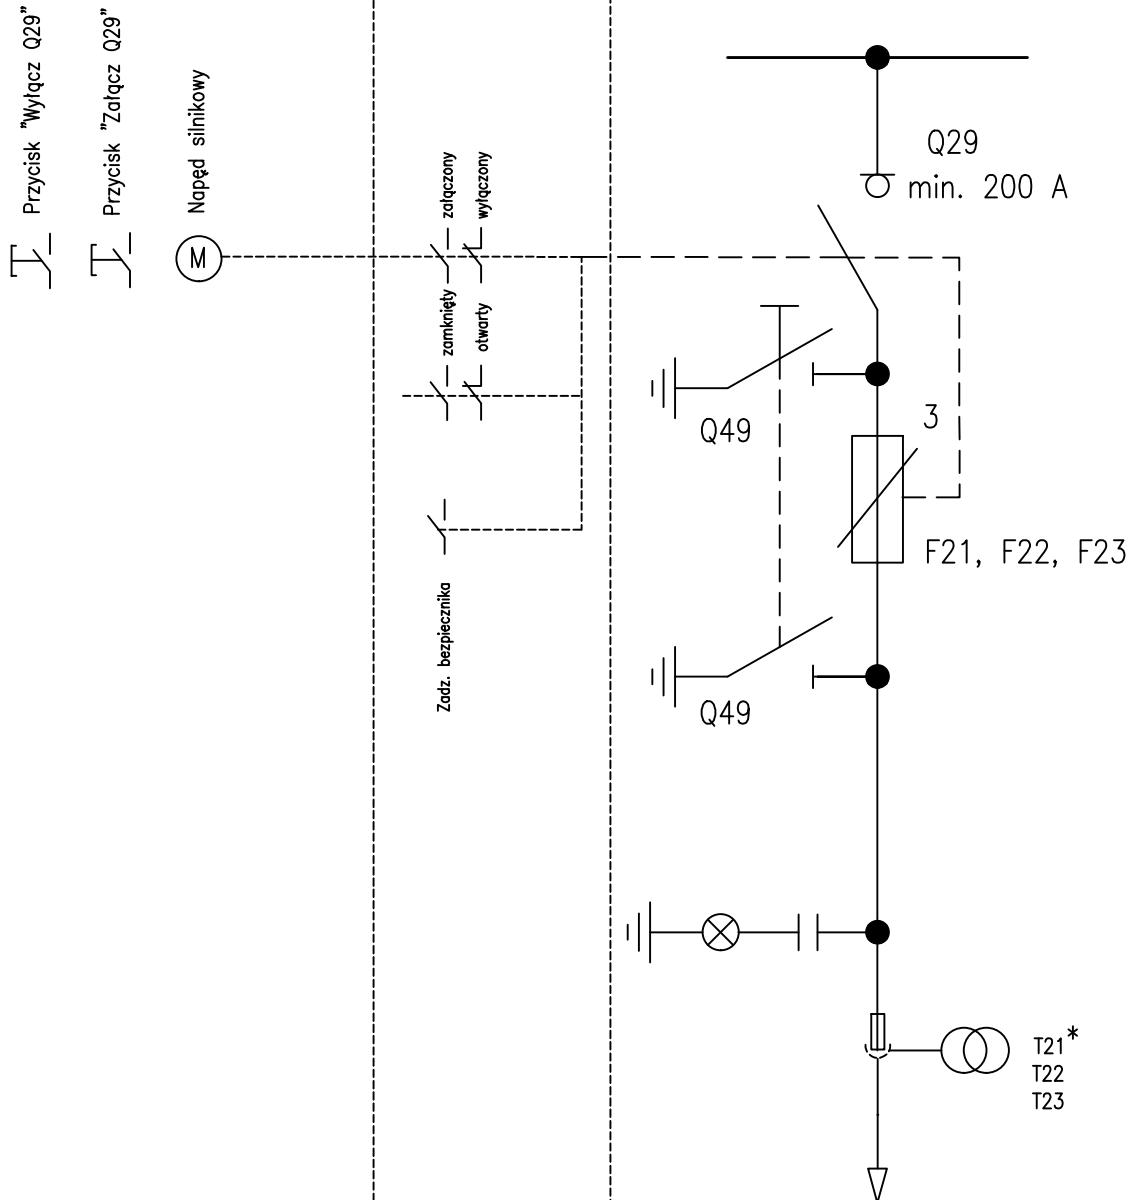 Przycisk "Wyłącz Q29"
Przycisk "Załącz Q29"
Napęd silnikowy
M
załączony
wyłączony
zamknięty
otwarty
Zadz. bezpiecznika
Q29
min. 200 A
Q49
3
F21, F22, F23
Q49
T21*
T22
T23